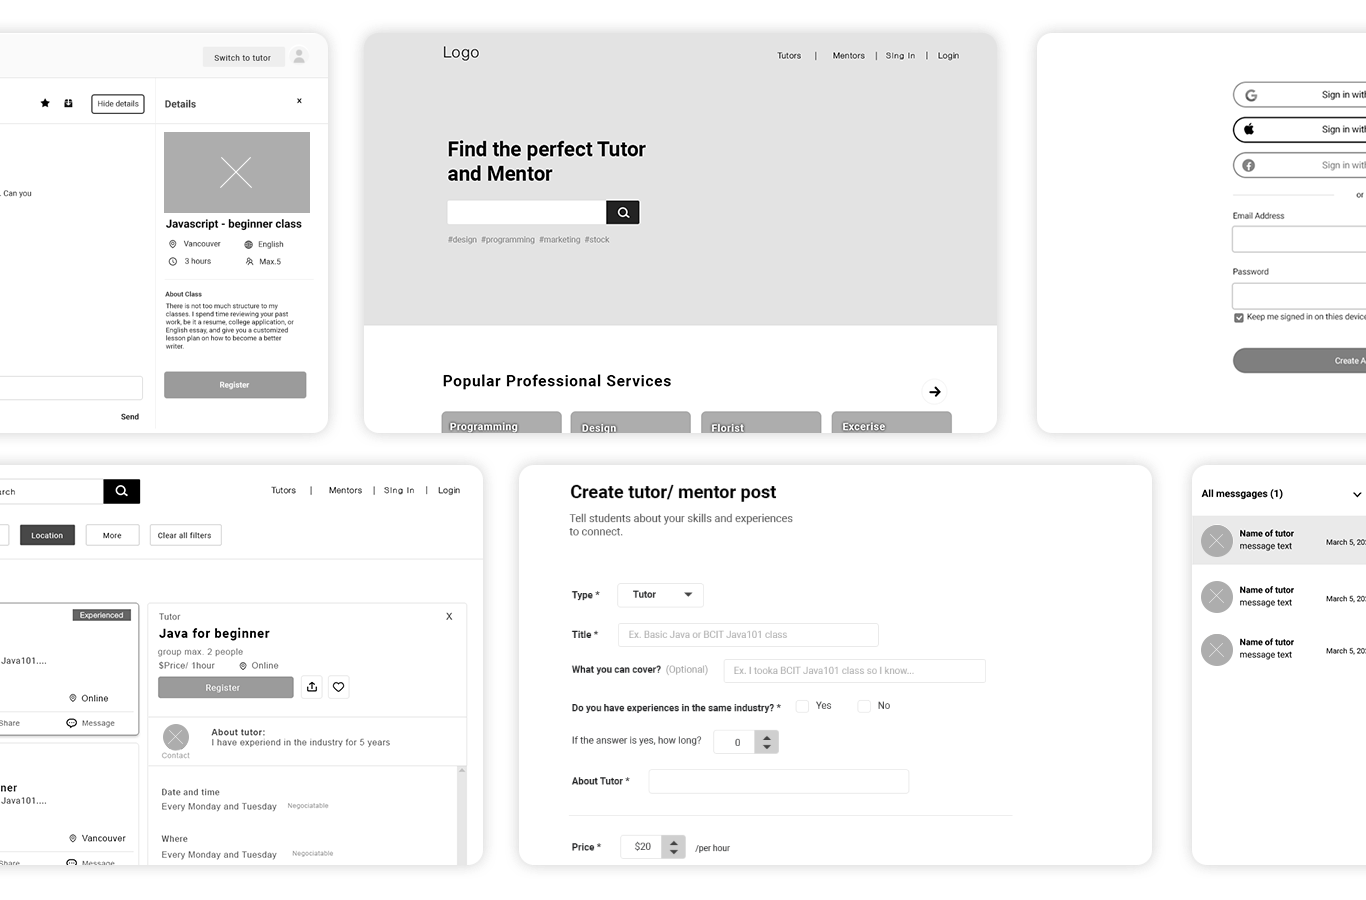 Switch to tutor
Hide details
Details
x
. Can you
Javascript - beginner class
Vancouver
English
3 hours
Max.5
About Class
There is not too much structure to my
classes. I spend time reviewing your past
work, be it a resume, college application, or
English essay, and give you a customized
lesson plan on how to become a better
writer.
Register
Send
Logo
Tutors | Mentors | Sing In | Login
Find the perfect Tutor
and Mentor
#design #programming #marketing #stock
Popular Professional Services
Programming
Design
Florist
Excerise
G
Sign in with
Sign in with
Sign in with
or
Email Address
Password
Keep me signed in on thies device
Create A
rch
Tutors | Mentors | Sing In | Login
Location
More
Clear all filters
Experienced
Java101....
Online
Share
Message
ner
Java101....
Vancouver
Share
Message
Tutor
X
Java for beginner
group max. 2 people
$Price/ 1hour
Online
Register
Contact
About tutor:
I have experiend in the industry for 5 years
Date and time
Every Monday and Tuesday
Negociatable
Where
Every Monday and Tuesday
Negociatable
Create tutor/ mentor post
Tell students about your skills and experiences
to connect.
Type *
Tutor
Title *
Ex. Basic Java or BCIT Java101 class
What you can cover? (Optional)
Ex. I tooka BCIT Java101 class so I know...
Do you have experiences in the same industry? *
Yes
No
If the answer is yes, how long?
0
About Tutor *
Price *
$20
/per hour
All messgages (1)
Name of tutor
message text
March 5, 20
Name of tutor
message text
March 5, 20
Name of tutor
message text
March 5, 20